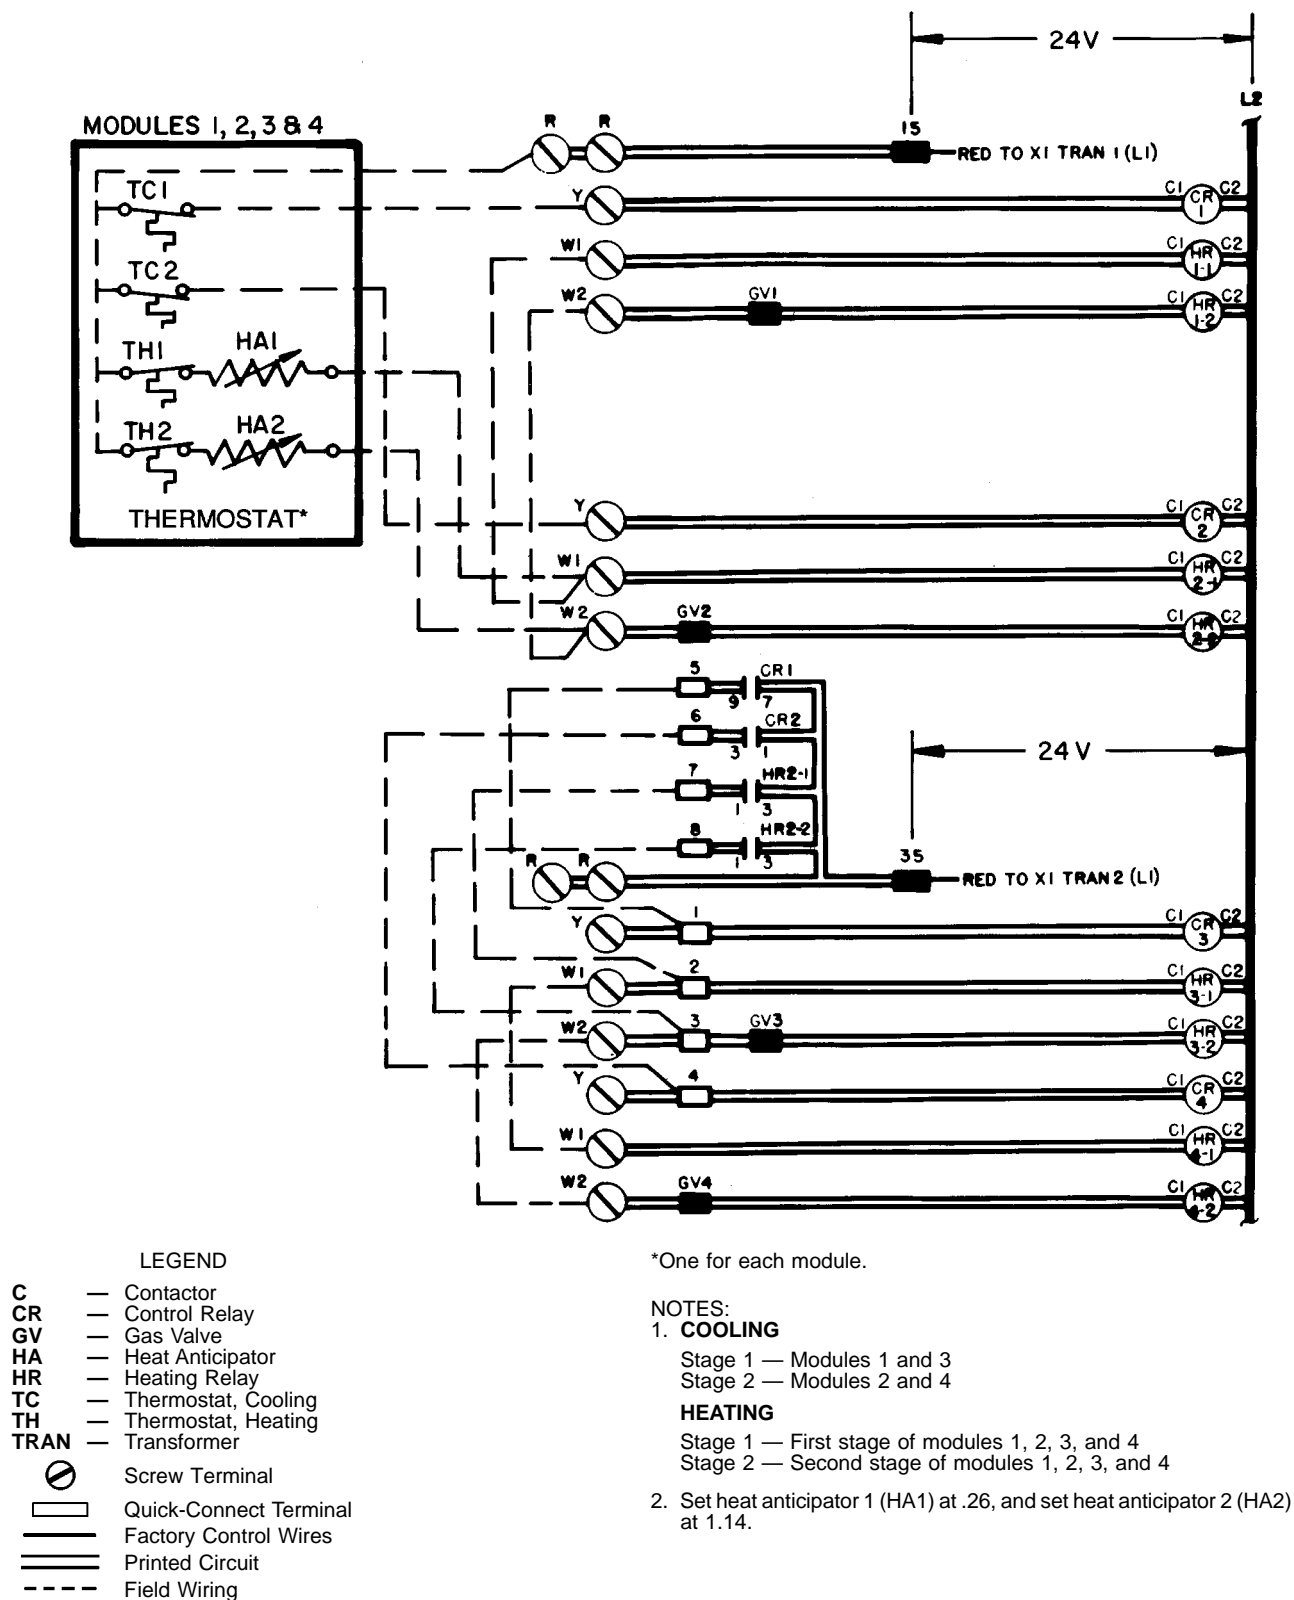 24V
L2
MODULES 1, 2, 3 & 4
R R 15
RED TO X1 TRAN 1 (L1)
TC1
Y C1 CR 1 C2
W1 C1 HR 1-1 C2
TC2
W2 GV1 C1 HR 1-2 C2
TH1 HA1
TH2 HA2
THERMOSTAT*
Y C1 CR 2 C2
W1 C1 HR 2-1 C2
W2 GV2 C1 HR 2-2 C2
5 CR1
9 7
6 CR2
3 1
24V
7 HR2-1
1 3
8 HR2-2
1 3
R R 35
RED TO X1 TRAN 2 (L1)
Y 1 C1 CR 3 C2
W1 2 C1 HR 3-1 C2
W2 3 GV3 C1 HR 3-2 C2
Y 4 C1 CR 4 C2
W1 C1 HR 4-1 C2
W2 GV4 C1 HR 4-2 C2
LEGEND
C — Contactor
CR — Control Relay
GV — Gas Valve
HA — Heat Anticipator
HR — Heating Relay
TC — Thermostat, Cooling
TH — Thermostat, Heating
TRAN — Transformer
Screw Terminal
Quick-Connect Terminal
Factory Control Wires
Printed Circuit
Field Wiring
*One for each module.
NOTES:
1. COOLING
Stage 1 — Modules 1 and 3
Stage 2 — Modules 2 and 4
HEATING
Stage 1 — First stage of modules 1, 2, 3, and 4
Stage 2 — Second stage of modules 1, 2, 3, and 4
2. Set heat anticipator 1 (HA1) at .26, and set heat anticipator 2 (HA2)
at 1.14.